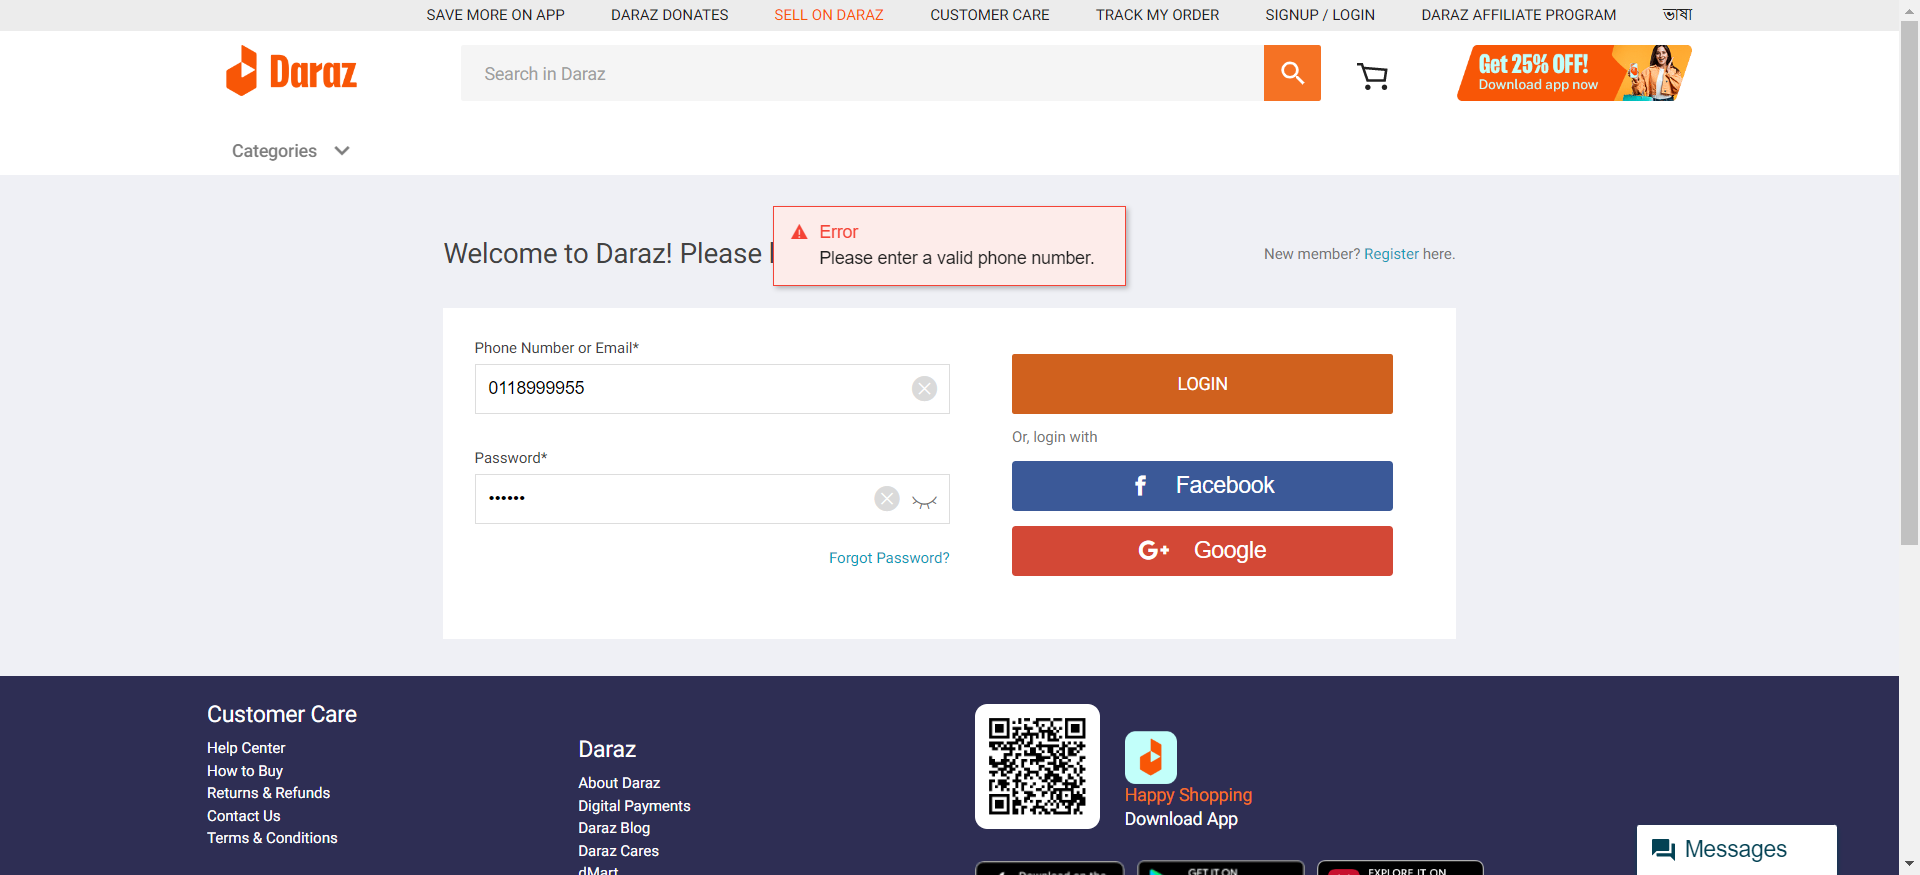 SAVE MORE ON APP
DARAZ DONATES
SELL ON DARAZ
CUSTOMER CARE
TRACK MY ORDER
SIGNUP / LOGIN
DARAZ AFFILIATE PROGRAM
ভাষা
Daraz
Search in Daraz
Get 25% OFF!
Download app now
Categories
Welcome to Daraz! Please
Error
Please enter a valid phone number.
New member? Register here.
Phone Number or Email*
0118999955
Password*
••••••
Forgot Password?
LOGIN
Or, login with
Facebook
G+ Google
Customer Care
Help Center
How to Buy
Returns & Refunds
Contact Us
Terms & Conditions
Daraz
About Daraz
Digital Payments
Daraz Blog
Daraz Cares
dMart
Happy Shopping
Download App
Download on the
GET IT ON
EXPLORE IT ON
Messages